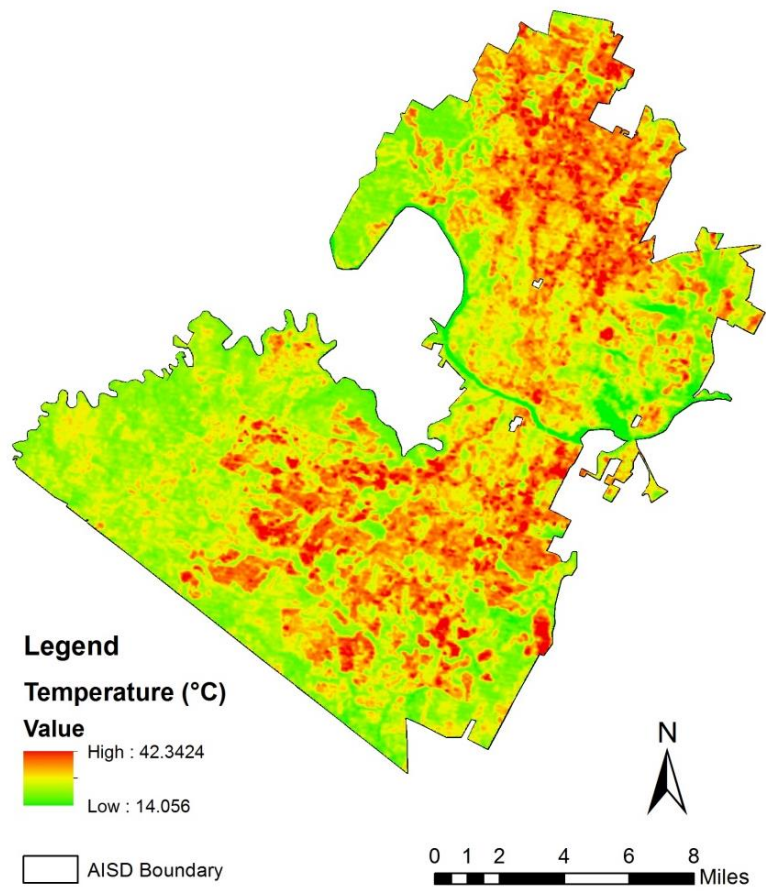 Legend
Temperature (°C)
Value
High : 42.3424
Low : 14.056
AISD Boundary
N
0 1 2 4 6 8
Miles